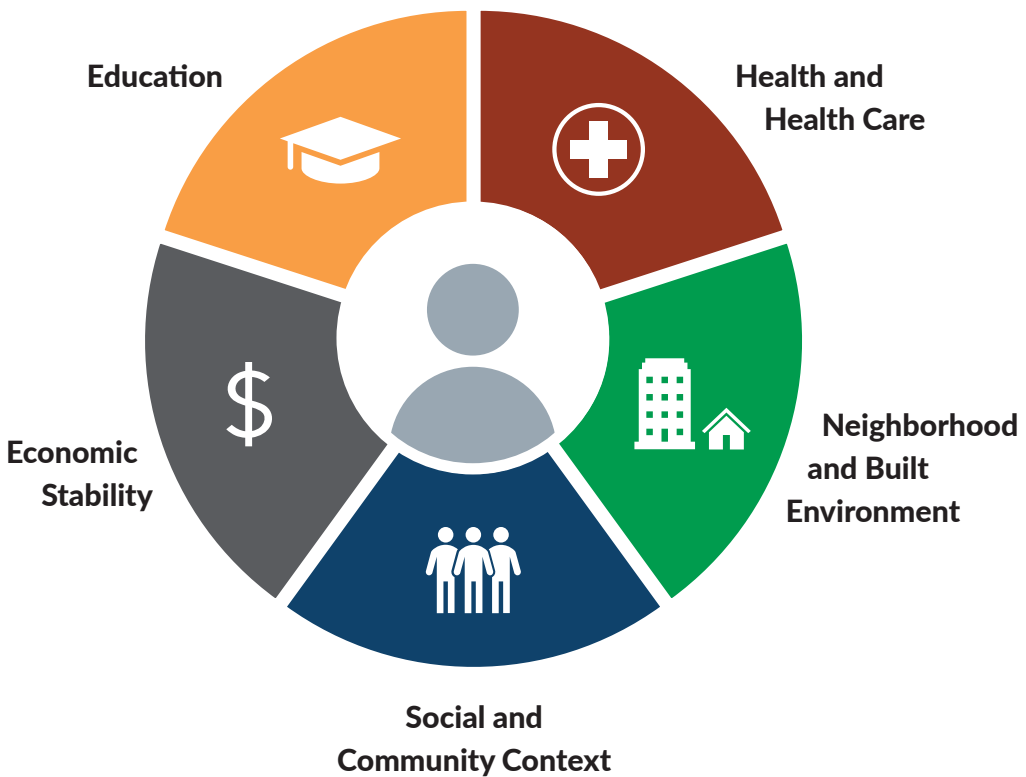 Education
Health and
Health Care
Economic
Stability
Neighborhood
and Built
Environment
Social and
Community Context